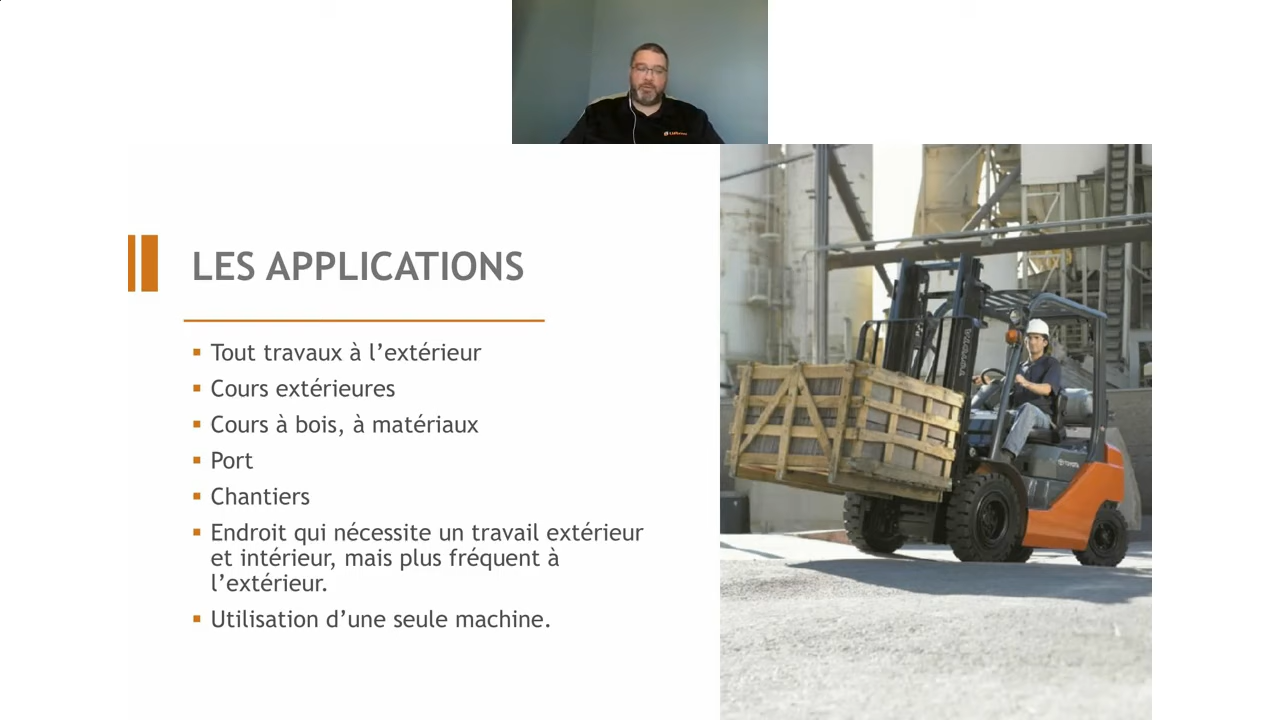 LES APPLICATIONS
Tout travaux à l’extérieur
Cours extérieures
Cours à bois, à matériaux
Port
Chantiers
Endroit qui nécessite un travail extérieur
et intérieur, mais plus fréquent à
l’extérieur.
Utilisation d’une seule machine.
TOYOTA